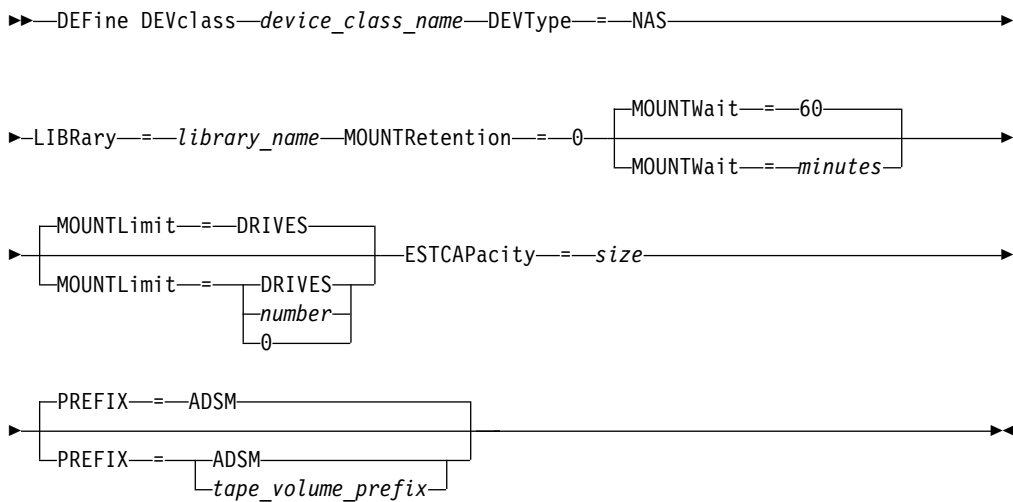 DEFine DEVclass device_class_name DEVType = NAS
MOUNTWait = 60
LIBRary = library_name MOUNTRetention = 0
MOUNTWait = minutes
MOUNTLimit = DRIVES
ESTCAPacity = size
MOUNTLimit = DRIVES
number
0
PREFIX = ADSM
PREFIX = ADSM
tape_volume_prefix